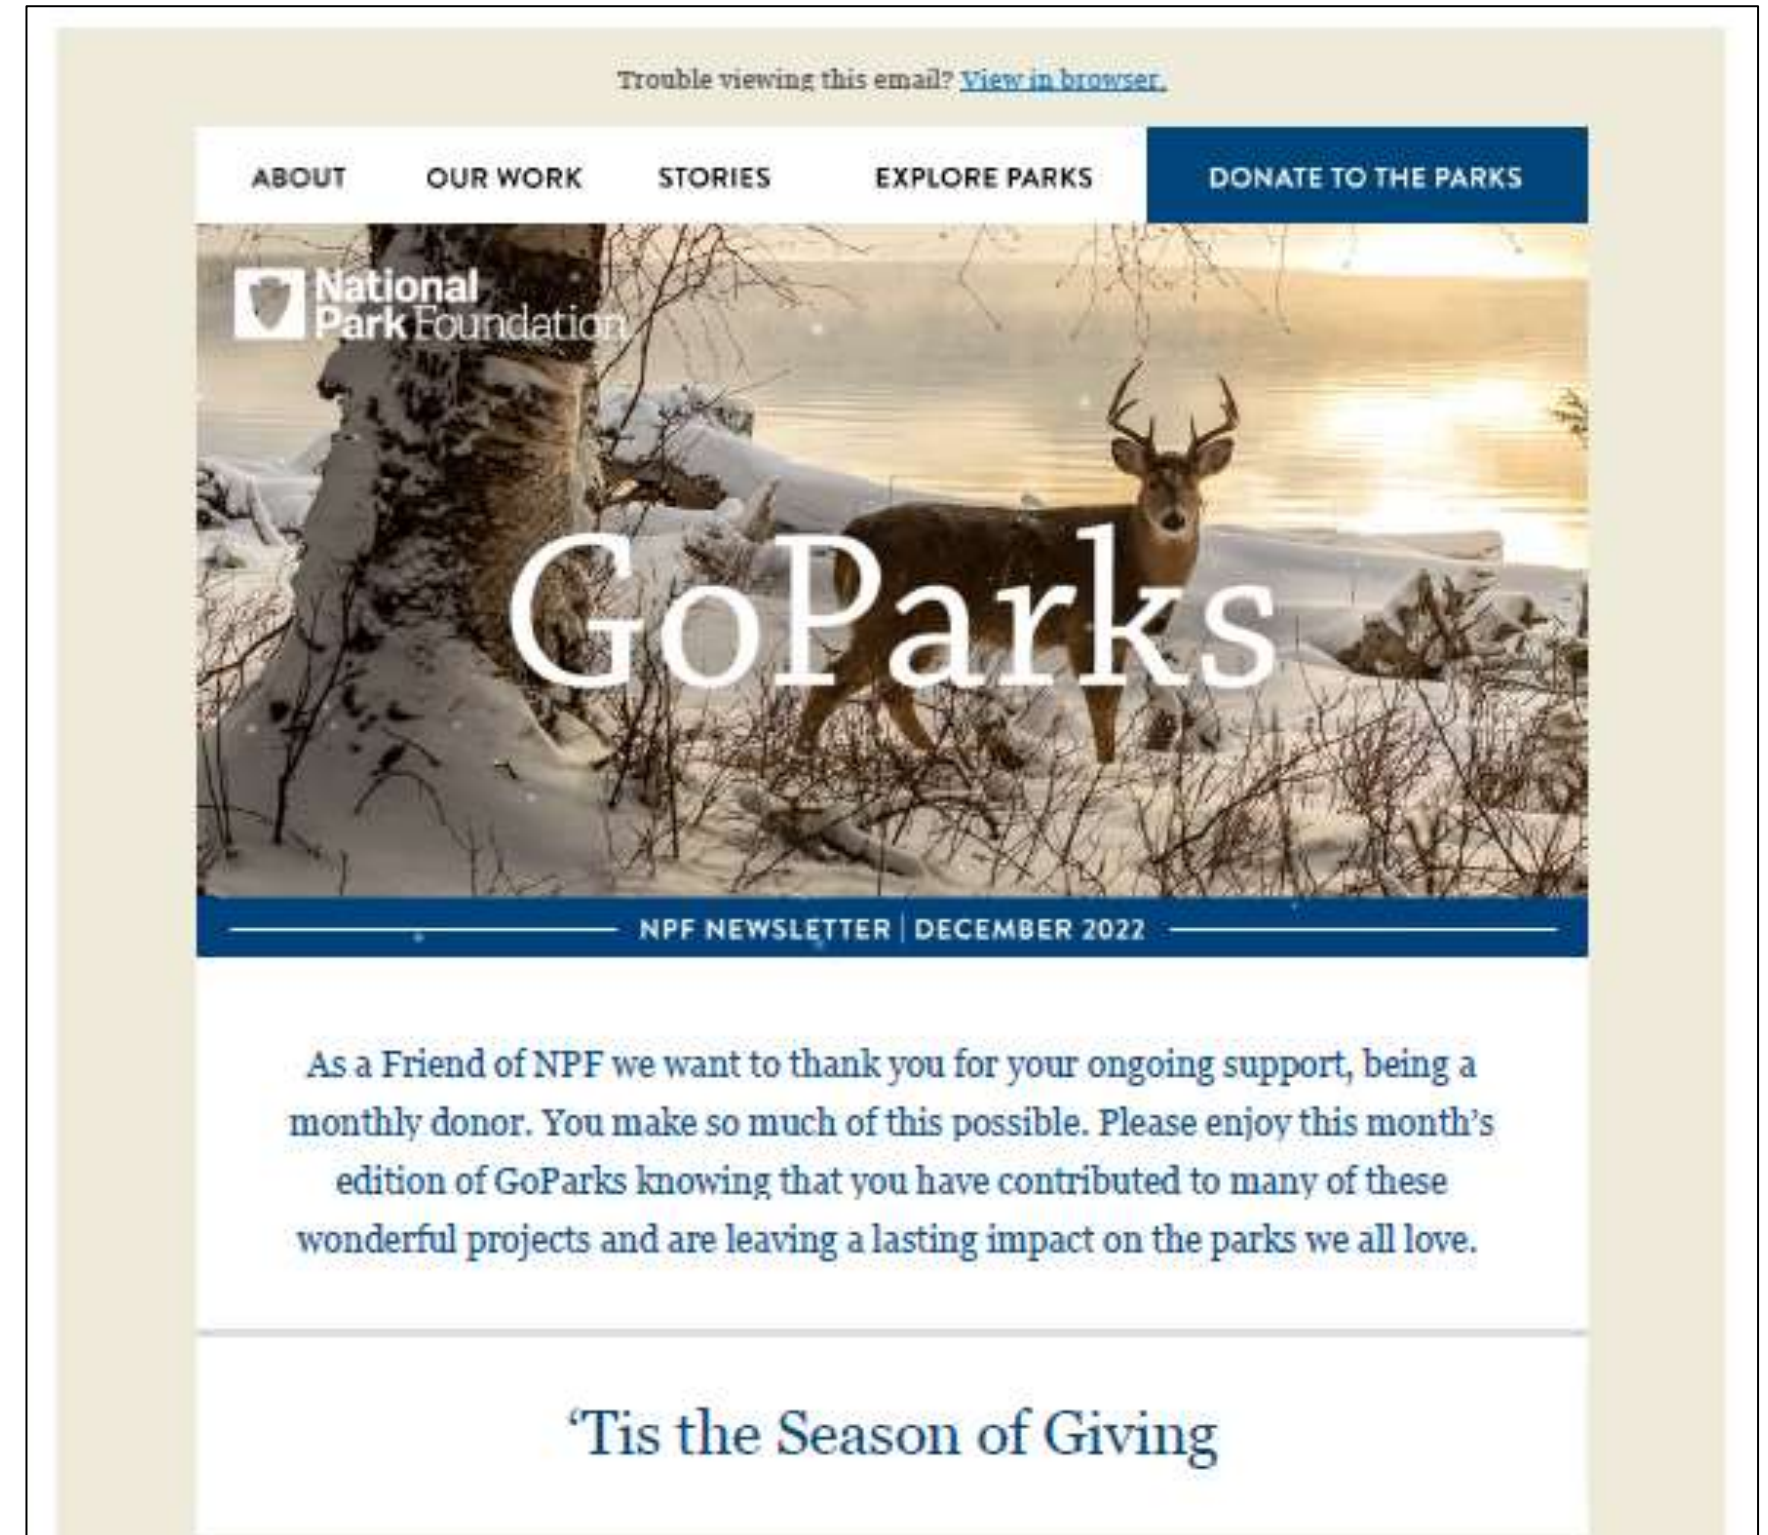 Trouble viewing this email? View in browser.
ABOUT OUR WORK STORIES EXPLORE PARKS DONATE TO THE PARKS
National
Park Foundation
GoParks
NPF NEWSLETTER | DECEMBER 2022
As a Friend of NPF we want to thank you for your ongoing support, being a
monthly donor. You make so much of this possible. Please enjoy this month’s
edition of GoParks knowing that you have contributed to many of these
wonderful projects and are leaving a lasting impact on the parks we all love.
‘Tis the Season of Giving